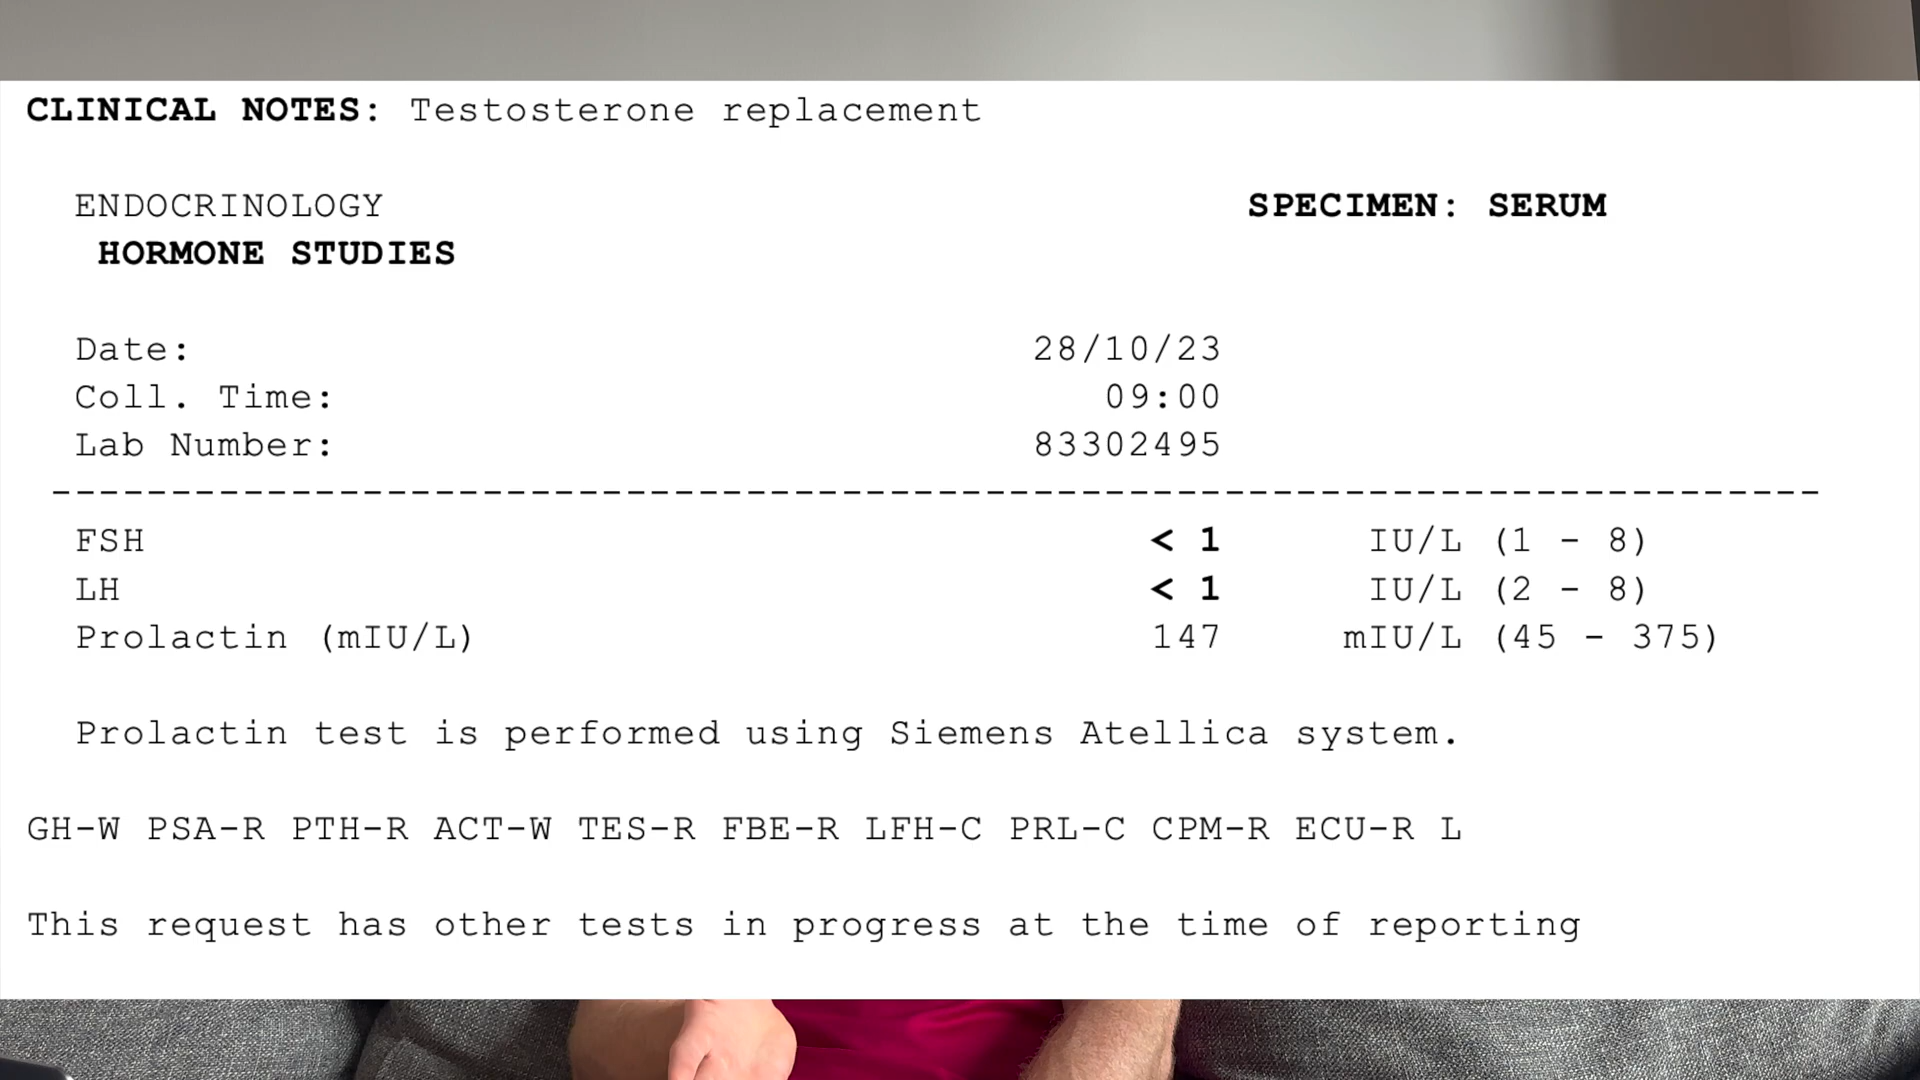 CLINICAL NOTES: Testosterone replacement
ENDOCRINOLOGY SPECIMEN: SERUM
HORMONE STUDIES
Date: 28/10/23
Coll. Time: 09:00
Lab Number: 83302495
--------------------------------------------------------------------------
FSH < 1 IU/L (1 - 8)
LH < 1 IU/L (2 - 8)
Prolactin (mIU/L) 147 mIU/L (45 - 375)
Prolactin test is performed using Siemens Atellica system.
GH-W PSA-R PTH-R ACT-W TES-R FBE-R LFH-C PRL-C CPM-R ECU-R L
This request has other tests in progress at the time of reporting